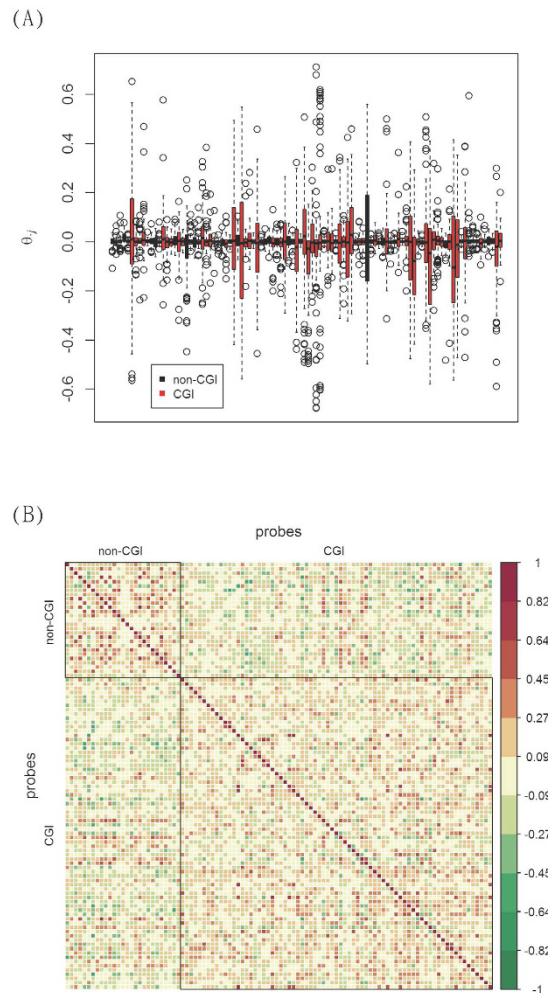 (A)
θj
0.6
0.4
0.2
0.0
-0.2
-0.4
-0.6
non-CGI
CGI
(B)
probes
non-CGI
CGI
non-CGI
probes
CGI
1
0.82
0.64
0.45
0.27
0.09
-0.09
-0.27
-0.45
-0.64
-0.82
-1